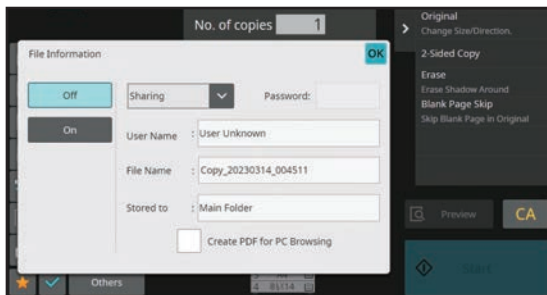 No. of copies 1
Original
Change Size/Direction.
File Information
OK
2-Sided Copy
Erase
Erase Shadow Around
Blank Page Skip
Skip Blank Page in Original
Off
Sharing
Password:
On
User Name : User Unknown
File Name : Copy_20230314_004511
Stored to : Main Folder
Create PDF for PC Browsing
Preview
CA
Start
Others